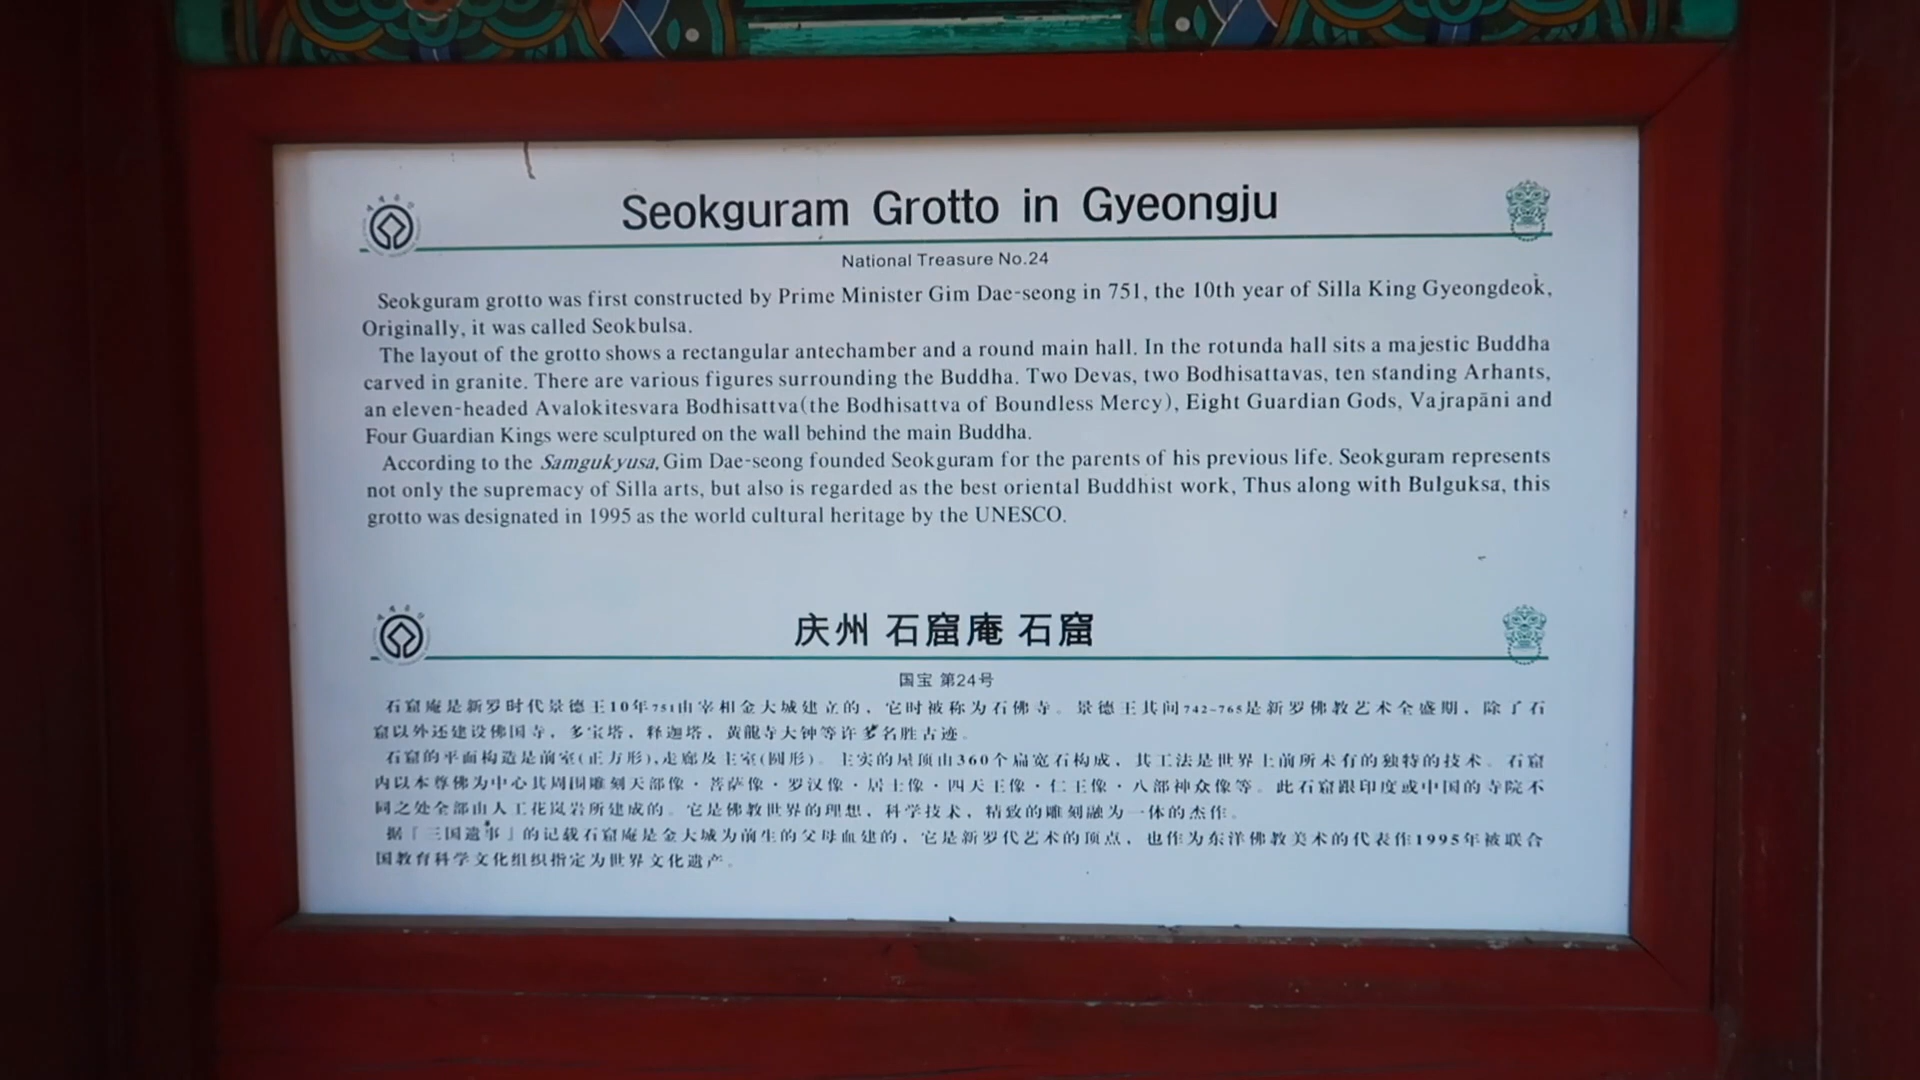 Seokguram Grotto in Gyeongju
National Treasure No.24
Seokguram grotto was first constructed by Prime Minister Gim Dae-seong in 751, the 10th year of Silla King Gyeongdeok,
Originally, it was called Seokbulsa.
The layout of the grotto shows a rectangular antechamber and a round main hall. In the rotunda hall sits a majestic Buddha
carved in granite. There are various figures surrounding the Buddha. Two Devas, two Bodhisattavas, ten standing Arhants,
an eleven-headed Avalokitesvara Bodhisattva(the Bodhisattva of Boundless Mercy), Eight Guardian Gods, Vajrapāni and
Four Guardian Kings were sculptured on the wall behind the main Buddha.
According to the Samgukyusa, Gim Dae-seong founded Seokguram for the parents of his previous life. Seokguram represents
not only the supremacy of Silla arts, but also is regarded as the best oriental Buddhist work, Thus along with Bulguksa, this
grotto was designated in 1995 as the world cultural heritage by the UNESCO.
庆州 石窟庵 石窟
国宝 第24号
石窟庵是新罗时代景德王10年751由宰相金大城建立的，它时被称为石佛寺。景德王其间742-765是新罗佛教艺术全盛期，除了石
窟以外还建设佛国寺，多宝塔，释迦塔，黄龍寺大钟等许多名胜古迹。
石窟的平面构造是前室(正方形),走廊及主室(圆形)。主实的屋顶由360个扁宽石构成，其工法是世界上前所未有的独特的技术。石窟
内以本尊佛为中心其周围雕刻天部像·菩萨像·罗汉像·居士像·四天王像·仁王像·八部神众像等。此石窟跟印度或中国的寺院不
同之处全部由人工花岚岩所建成的。它是佛教世界的理想，科学技术，精致的雕刻融为一体的杰作。
据『三国遗事』的记载石窟庵是金大城为前生的父母血建的，它是新罗代艺术的顶点，也作为东洋佛教美术的代表作1995年被联合
国教育科学文化组织指定为世界文化遗产。